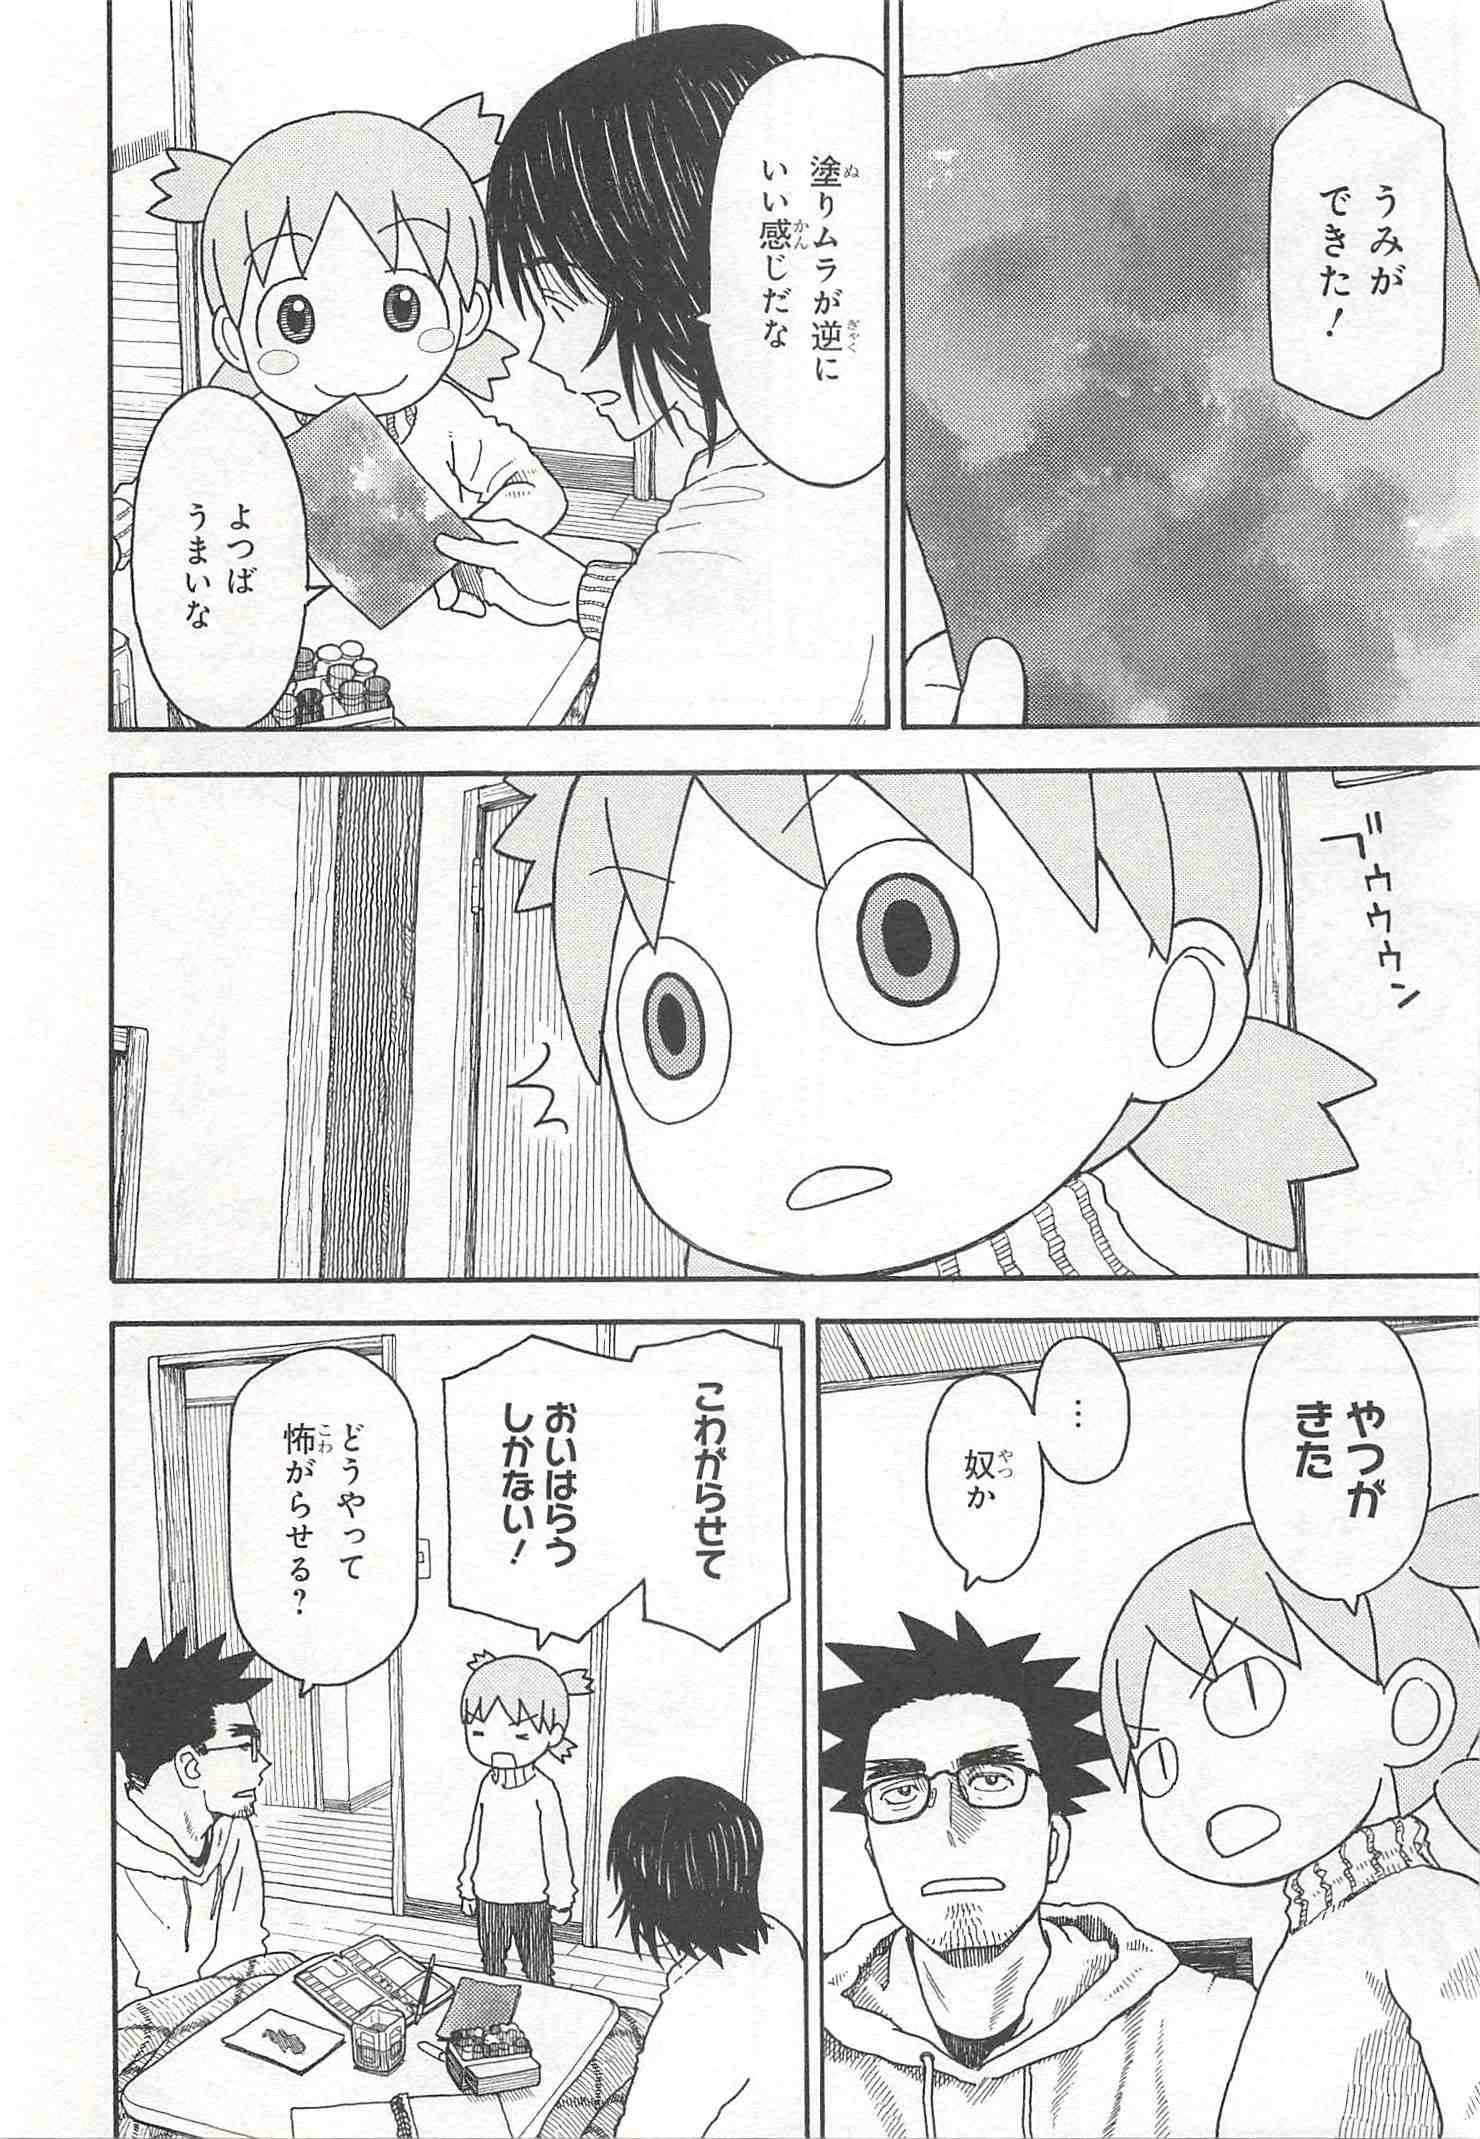 うみが
できた!
塗りムラが逆に
いい感じだな
よつば
うまいな
ブゥゥゥン
やつが
きた
…
奴か
こわがらせて
おいはらう
しかない!
どうやって
怖がらせる?